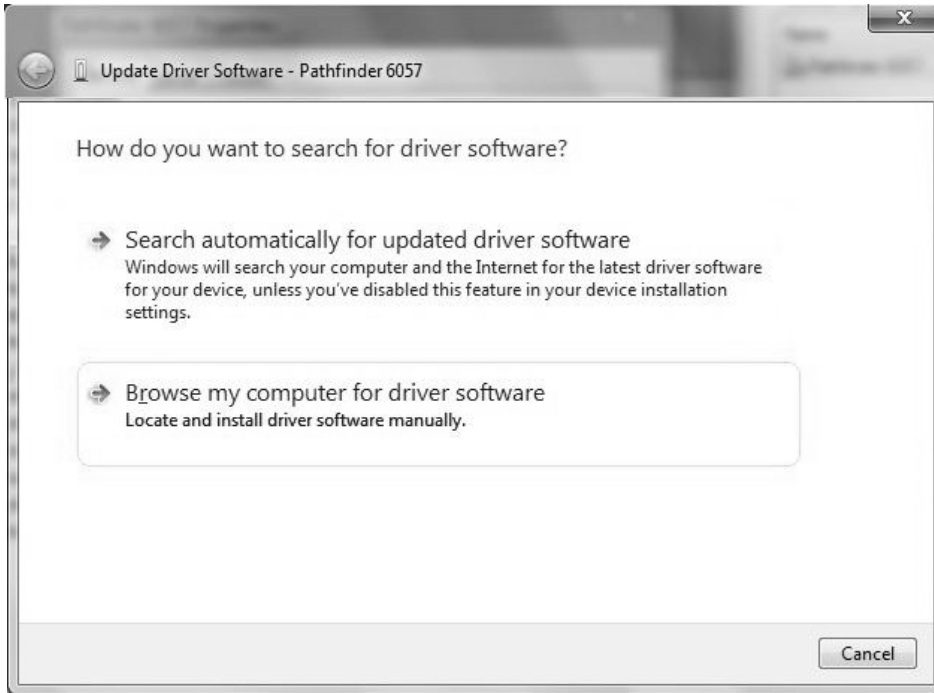 Update Driver Software - Pathfinder 6057
How do you want to search for driver software?
Search automatically for updated driver software
Windows will search your computer and the Internet for the latest driver software
for your device, unless you've disabled this feature in your device installation
settings.
Browse my computer for driver software
Locate and install driver software manually.
Cancel